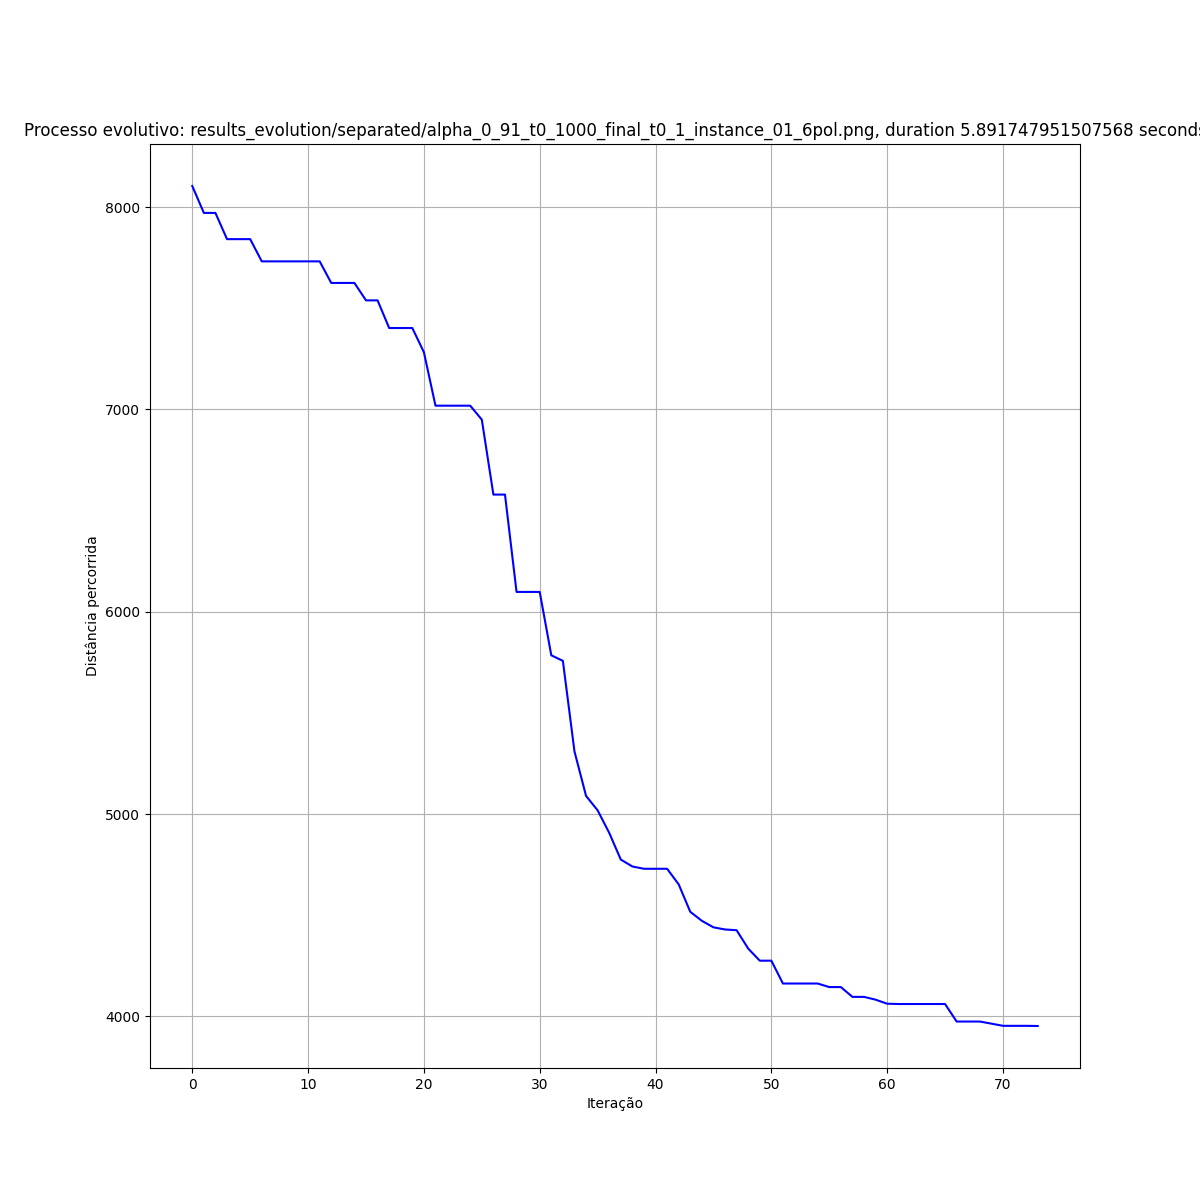 Processo evolutivo: results_evolution/separated/alpha_0_91_t0_1000_final_t0_1_instance_01_6pol.png, duration 5.891747951507568 seconds
8000
7000
6000
5000
4000
Distância percorrida
0 10 20 30 40 50 60 70
Iteração